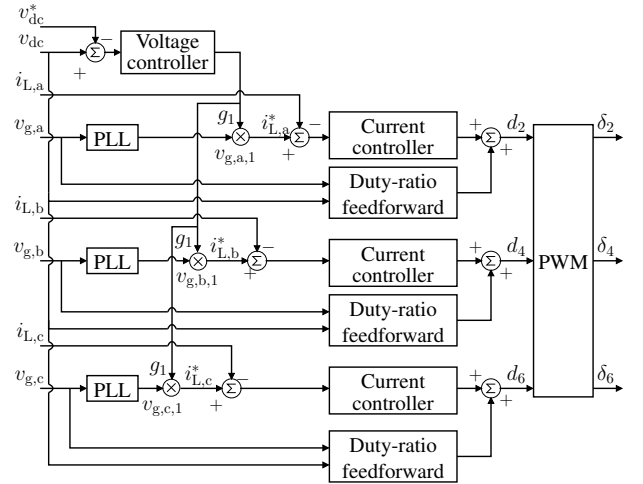 v*dc
vdc
−
+
Σ
Voltage
controller
iL,a
vg,a
PLL
g1
×
vg,a,1
i*L,a
Σ
−
+
Current
controller
+
Σ
+
d2
δ2
Duty-ratio
feedforward
iL,b
vg,b
PLL
g1
×
vg,b,1
i*L,b
Σ
−
+
Current
controller
+
Σ
+
d4
PWM
δ4
Duty-ratio
feedforward
iL,c
vg,c
PLL
g1
×
vg,c,1
i*L,c
Σ
−
+
Current
controller
+
Σ
+
d6
δ6
Duty-ratio
feedforward